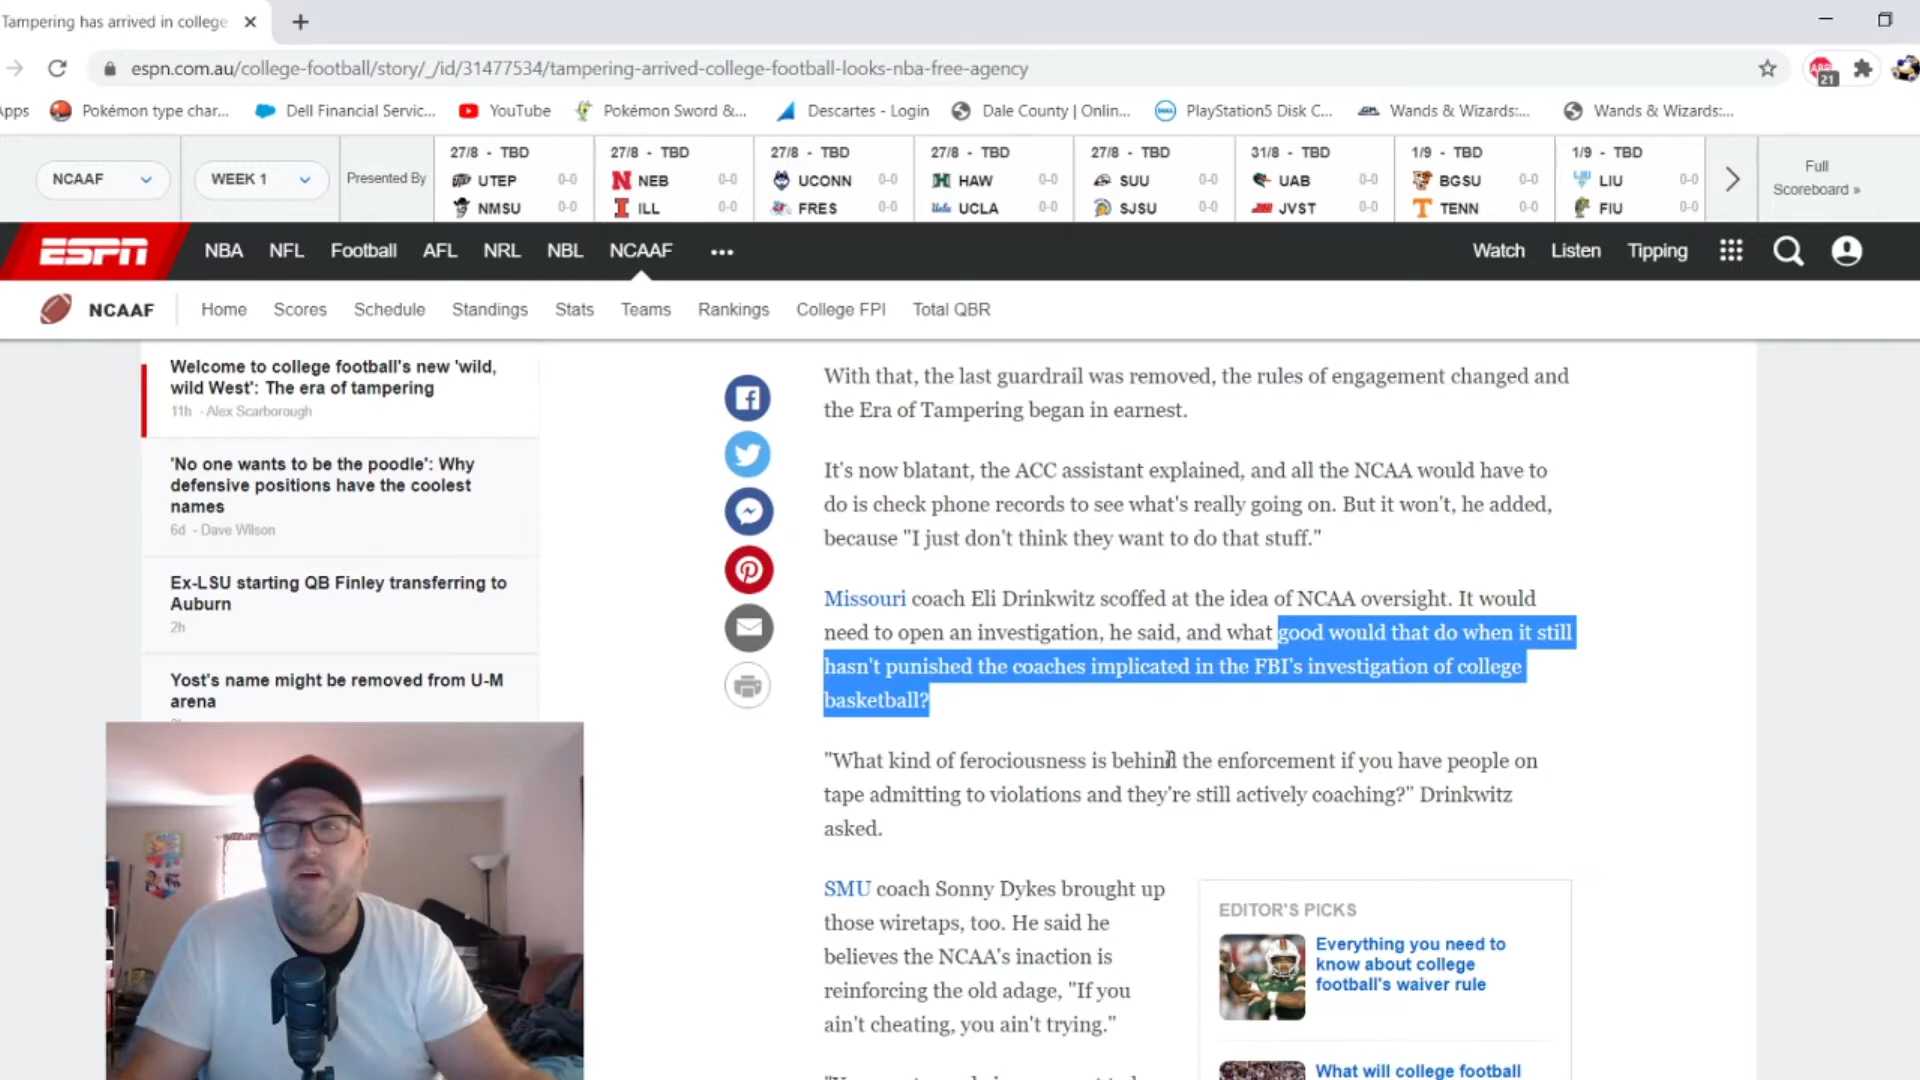 Tampering has arrived in college
espn.com.au/college-football/story/_/id/31477534/tampering-arrived-college-football-looks-nba-free-agency
21
Pokémon type char... Dell Financial Servic... YouTube Pokémon Sword &... Descartes - Login Dale County | Onlin... PlayStation5 Disk C... Wands & Wizards:... Wands & Wizards:...
NCAAF WEEK 1 Presented By
27/8 - TBD
UTEP 0-0
NMSU 0-0
27/8 - TBD
NEB 0-0
ILL 0-0
27/8 - TBD
UCONN 0-0
FRES 0-0
27/8 - TBD
HAW 0-0
UCLA 0-0
27/8 - TBD
SUU 0-0
SJSU 0-0
31/8 - TBD
UAB 0-0
JVST 0-0
1/9 - TBD
BGSU 0-0
TENN 0-0
1/9 - TBD
LIU 0-0
FIU 0-0
Full
Scoreboard »
ESPN NBA NFL Football AFL NRL NBL NCAAF ••• Watch Listen Tipping
NCAAF Home Scores Schedule Standings Stats Teams Rankings College FPI Total QBR
Welcome to college football's new 'wild,
wild West': The era of tampering
11h - Alex Scarborough
'No one wants to be the poodle': Why
defensive positions have the coolest
names
6d - Dave Wilson
Ex-LSU starting QB Finley transferring to
Auburn
2h
Yost's name might be removed from U-M
arena
With that, the last guardrail was removed, the rules of engagement changed and
the Era of Tampering began in earnest.
It's now blatant, the ACC assistant explained, and all the NCAA would have to
do is check phone records to see what's really going on. But it won't, he added,
because "I just don't think they want to do that stuff."
Missouri coach Eli Drinkwitz scoffed at the idea of NCAA oversight. It would
need to open an investigation, he said, and what good would that do when it still
hasn't punished the coaches implicated in the FBI's investigation of college
basketball?
"What kind of ferociousness is behind the enforcement if you have people on
tape admitting to violations and they're still actively coaching?" Drinkwitz
asked.
SMU coach Sonny Dykes brought up
those wiretaps, too. He said he
believes the NCAA's inaction is
reinforcing the old adage, "If you
ain't cheating, you ain't trying."
EDITOR'S PICKS
Everything you need to
know about college
football's waiver rule
What will college football